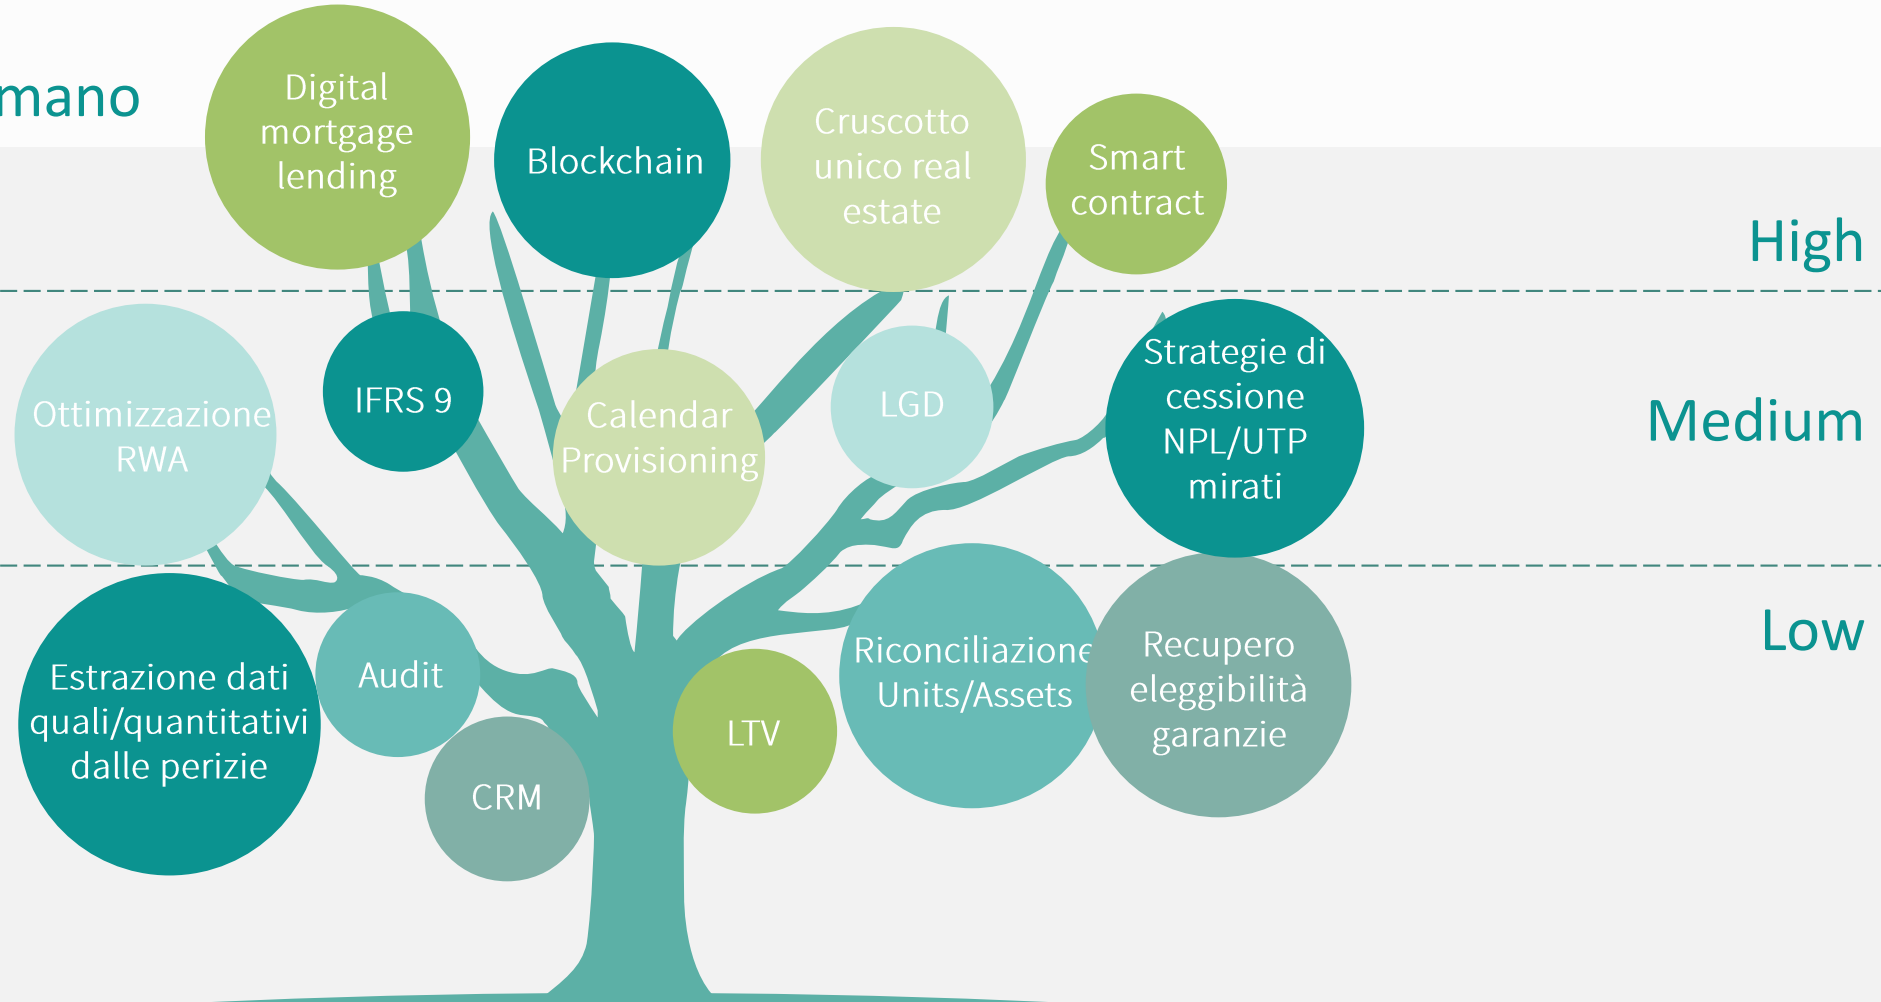 mano
Digital
mortgage
lending
Blockchain
Cruscotto
unico real
estate
Smart
contract
High
Ottimizzazione
RWA
IFRS 9
Calendar
Provisioning
LGD
Strategie di
cessione
NPL/UTP
mirati
Medium
Estrazione dati
quali/quantitativi
dalle perizie
Audit
CRM
LTV
Riconciliazione
Units/Assets
Recupero
eleggibilità
garanzie
Low